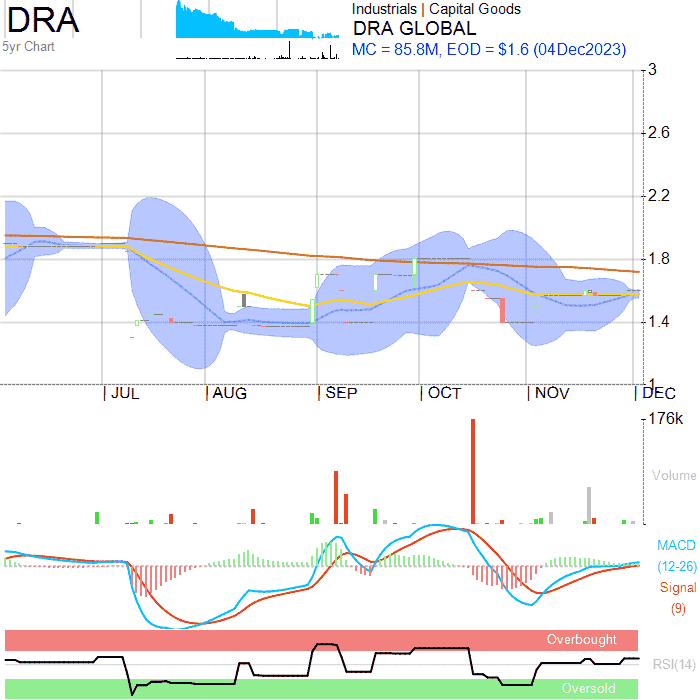 DRA
5yr Chart
Industrials | Capital Goods
DRA GLOBAL
MC = 85.8M, EOD = $1.6 (04Dec2023)
3
2.6
2.2
1.8
1.4
1
JUL AUG SEP OCT NOV DEC
176k
Volume
MACD
(12-26)
Signal
(9)
Overbought
RSI(14)
Oversold